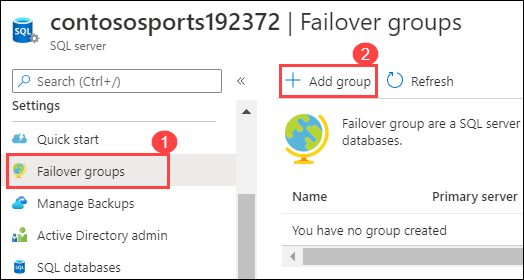 contososports192372 | Failover groups
SQL server
Search (Ctrl+/)
«
Settings
Quick start
1
Failover groups
Manage Backups
Active Directory admin
SQL databases
2
Add group
Refresh
Failover group are a SQL server
databases.
Name Primary server
You have no group created
SQL
SQL